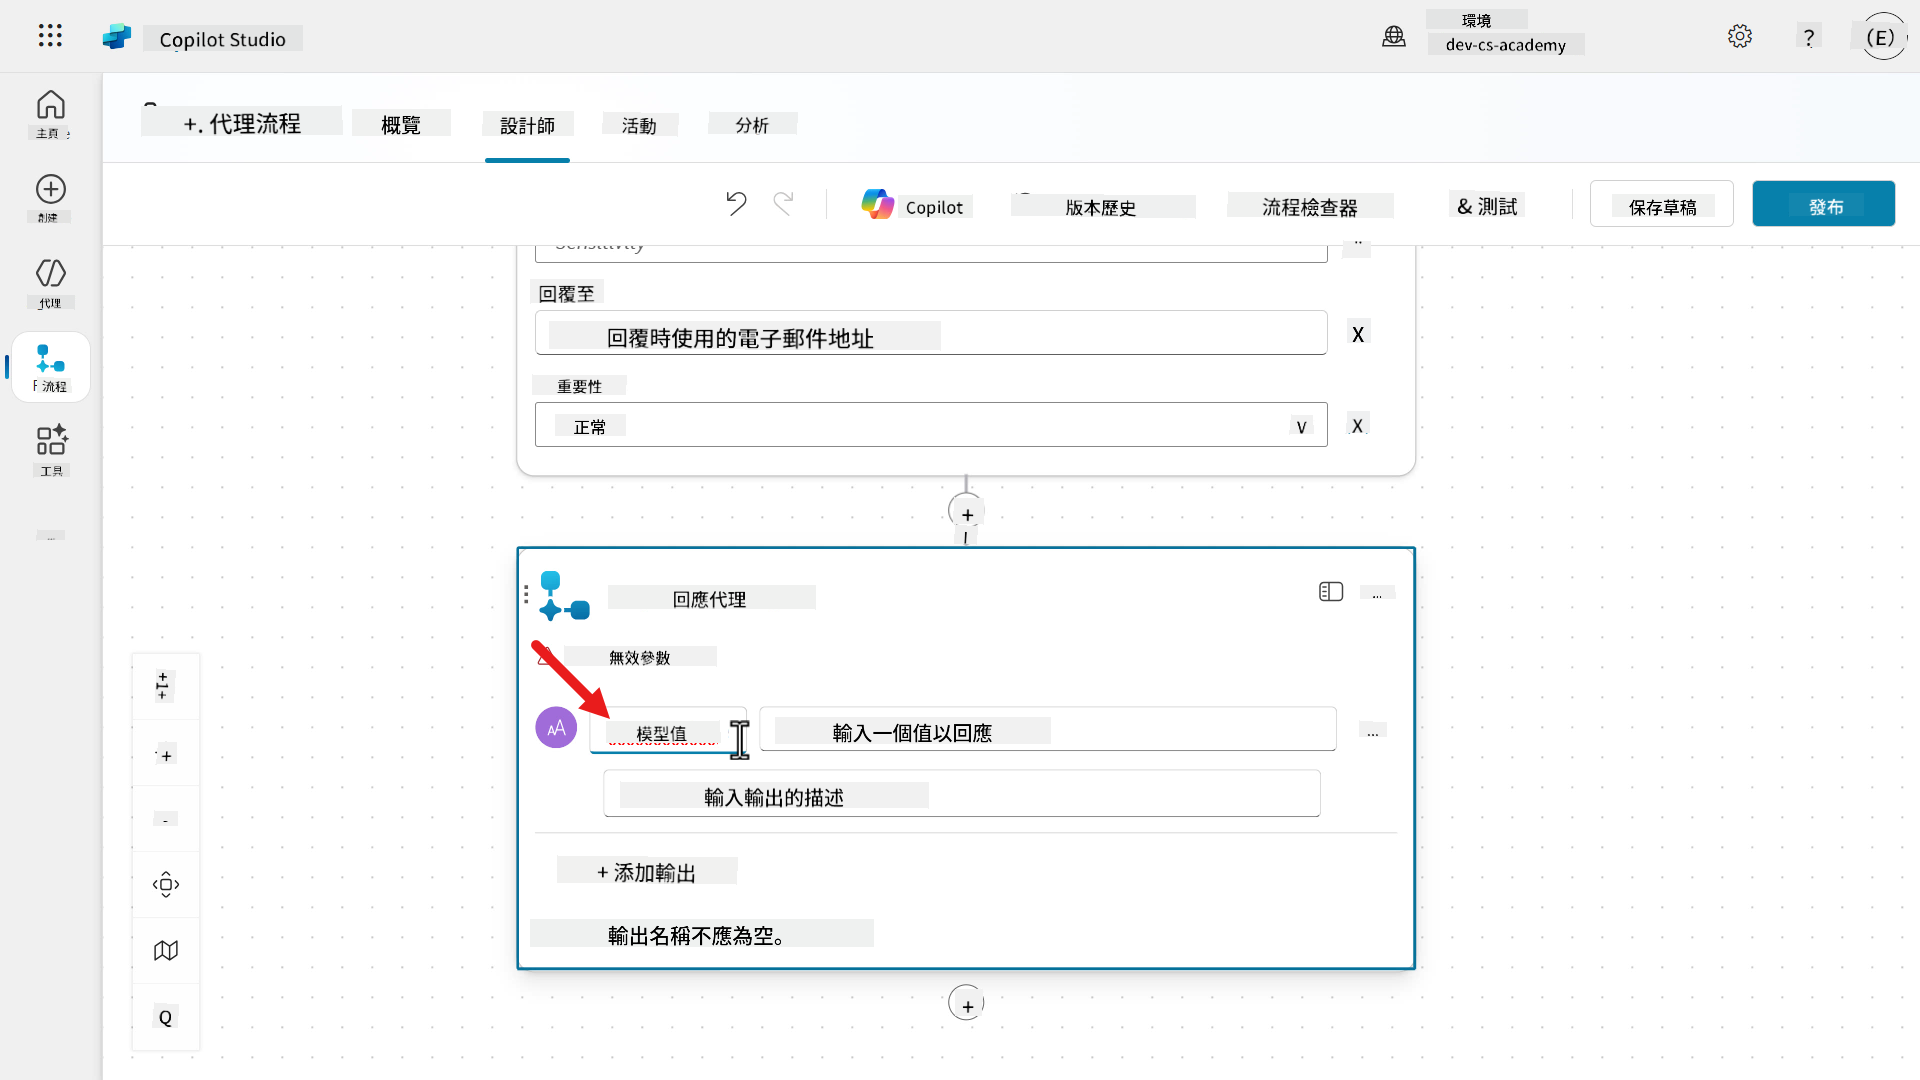 Copilot Studio
環境
dev-cs-academy
?
(E)
主頁
創建
代理
流程
工具
+. 代理流程
概覽
設計師
活動
分析
Copilot
版本歷史
流程檢查器
& 測試
保存草稿
發布
Sensitivity
回覆至
回覆時使用的電子郵件地址
X
重要性
正常
V
X
+
回應代理
...
無效參數
AA
模型值
輸入一個值以回應
...
輸入輸出的描述
+ 添加輸出
輸出名稱不應為空。
+
+
-
Q